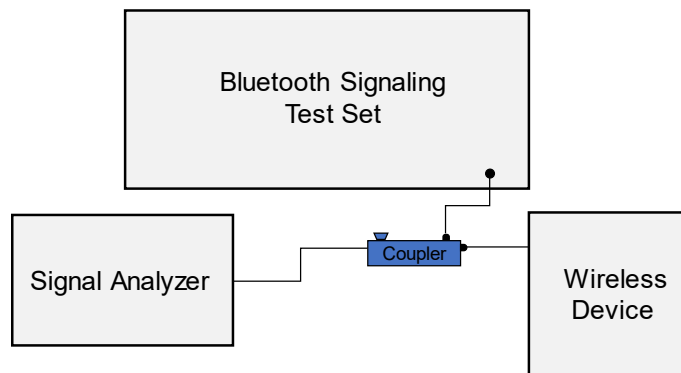 Bluetooth Signaling
Test Set
Signal Analyzer
Coupler
Wireless
Device